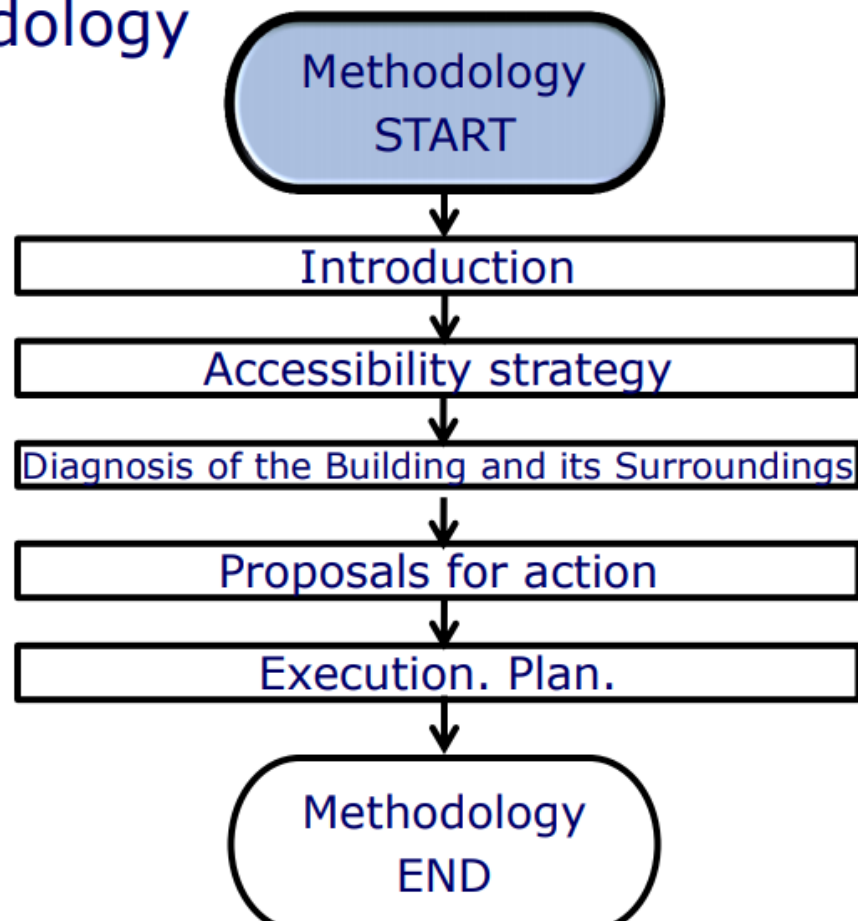 dology
Methodology
START
Introduction
Accessibility strategy
Diagnosis of the Building and its Surroundings
Proposals for action
Execution. Plan.
Methodology
END